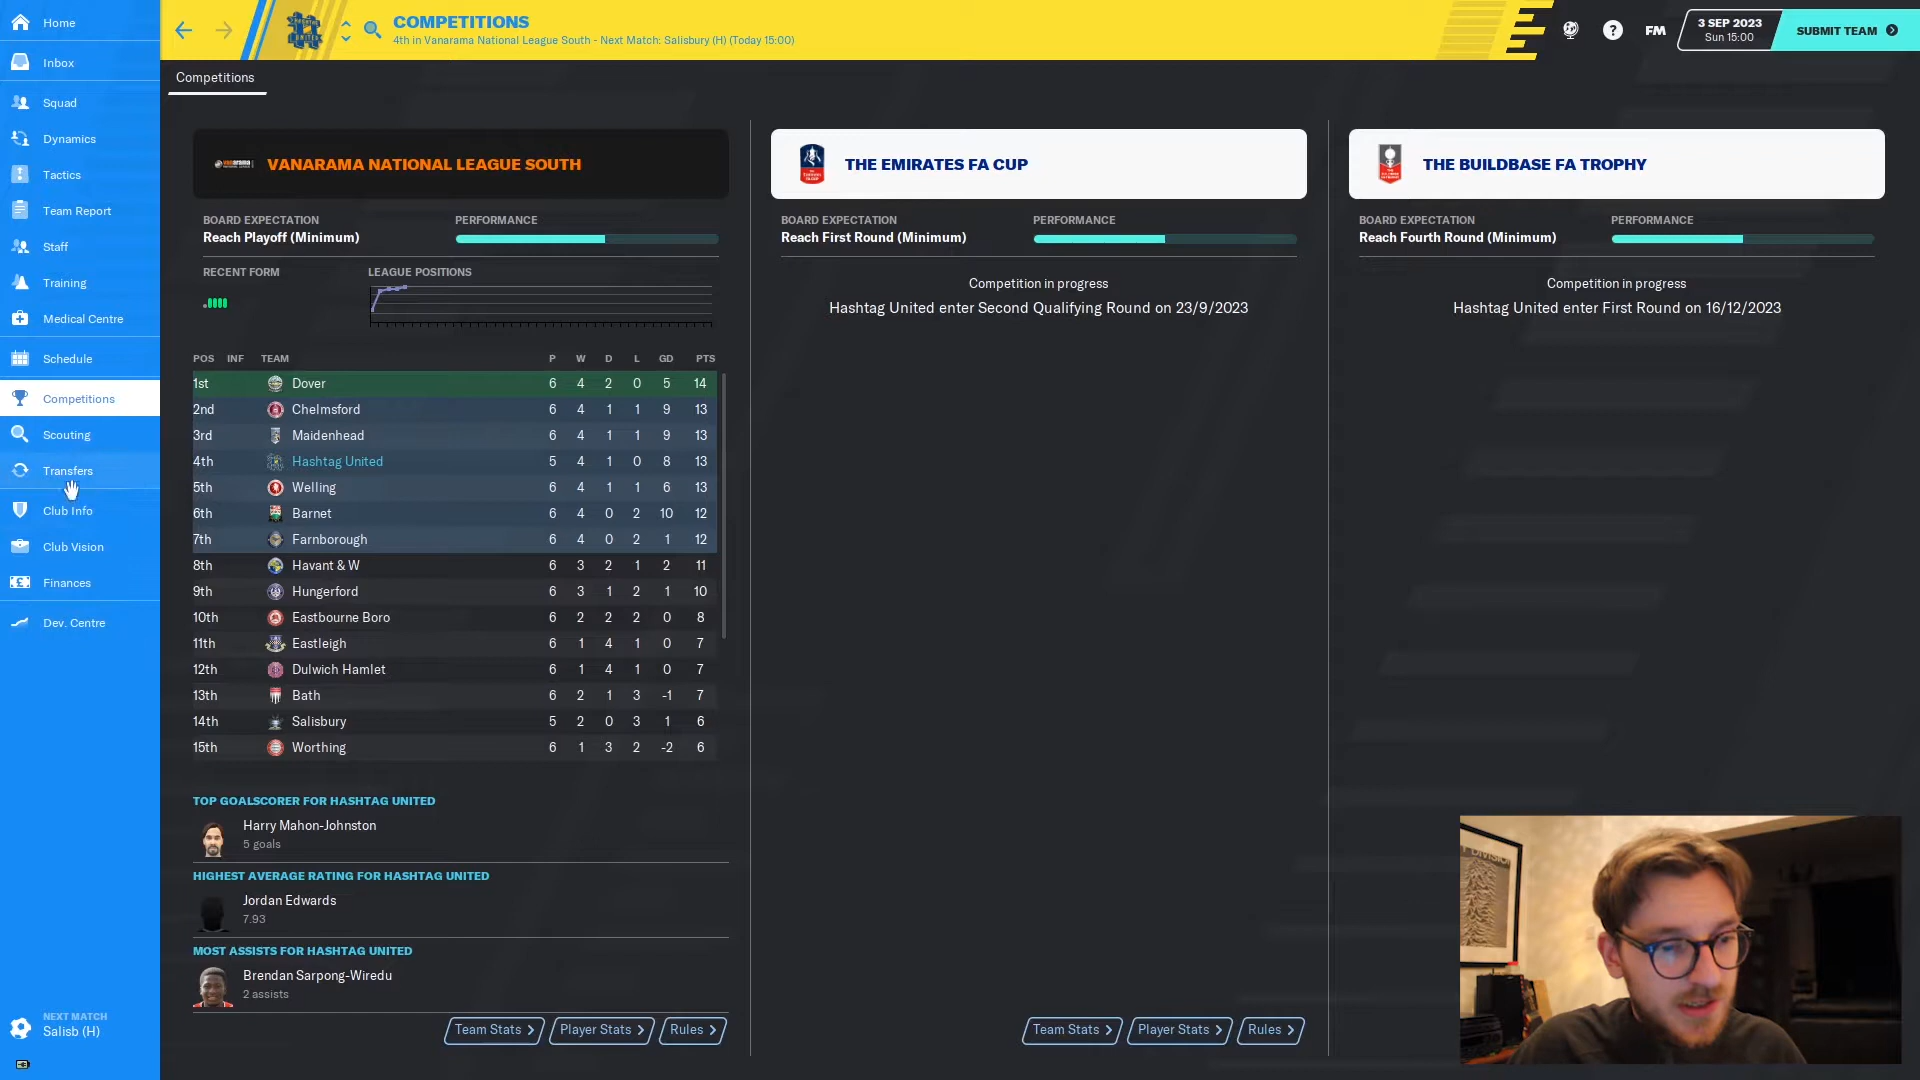 Home
Inbox
Squad
Dynamics
Tactics
Team Report
Staff
Training
Medical Centre
Schedule
Competitions
Scouting
Transfers
Club Info
Club Vision
Finances
Dev. Centre
NEXT MATCH
Salisb (H)
COMPETITIONS
4th in Vanarama National League South - Next Match: Salisbury (H) (Today 15:00)
? FM
3 SEP 2023
Sun 15:00
SUBMIT TEAM
Competitions
VANARAMA NATIONAL LEAGUE SOUTH
BOARD EXPECTATION PERFORMANCE
Reach Playoff (Minimum)
RECENT FORM LEAGUE POSITIONS
POS INF TEAM P W D L GD PTS
1st Dover 6 4 2 0 5 14
2nd Chelmsford 6 4 1 1 9 13
3rd Maidenhead 6 4 1 1 9 13
4th Hashtag United 5 4 1 0 8 13
5th Welling 6 4 1 1 6 13
6th Barnet 6 4 0 2 10 12
7th Farnborough 6 4 0 2 1 12
8th Havant & W 6 3 2 1 2 11
9th Hungerford 6 3 1 2 1 10
10th Eastbourne Boro 6 2 2 2 0 8
11th Eastleigh 6 1 4 1 0 7
12th Dulwich Hamlet 6 1 4 1 0 7
13th Bath 6 2 1 3 -1 7
14th Salisbury 5 2 0 3 1 6
15th Worthing 6 1 3 2 -2 6
TOP GOALSCORER FOR HASHTAG UNITED
Harry Mahon-Johnston
5 goals
HIGHEST AVERAGE RATING FOR HASHTAG UNITED
Jordan Edwards
7.93
MOST ASSISTS FOR HASHTAG UNITED
Brendan Sarpong-Wiredu
2 assists
Team Stats Player Stats Rules
THE EMIRATES FA CUP
BOARD EXPECTATION PERFORMANCE
Reach First Round (Minimum)
Competition in progress
Hashtag United enter Second Qualifying Round on 23/9/2023
Team Stats Player Stats Rules
THE BUILDBASE FA TROPHY
BOARD EXPECTATION PERFORMANCE
Reach Fourth Round (Minimum)
Competition in progress
Hashtag United enter First Round on 16/12/2023